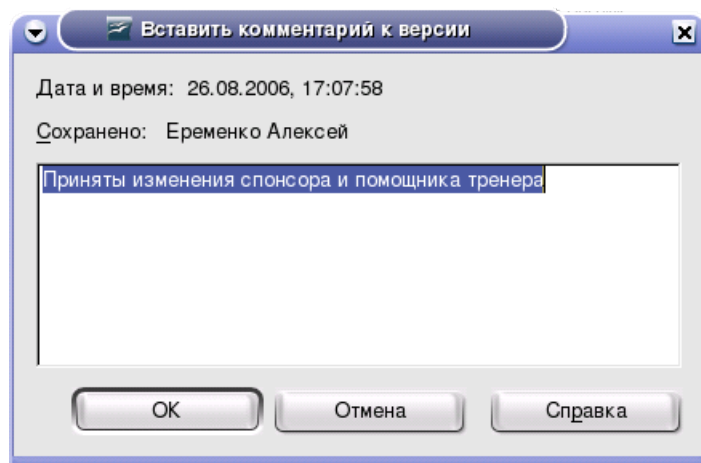 Вставить комментарий к версии
Дата и время: 26.08.2006, 17:07:58
Сохранено: Еременко Алексей
Приняты изменения спонсора и помощника тренера
OK Отмена Справка